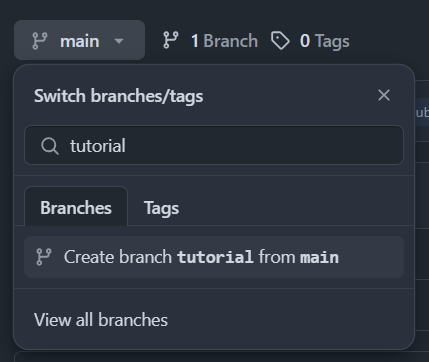 main 1 Branch 0 Tags
Switch branches/tags
tutorial
Branches Tags
Create branch tutorial from main
View all branches